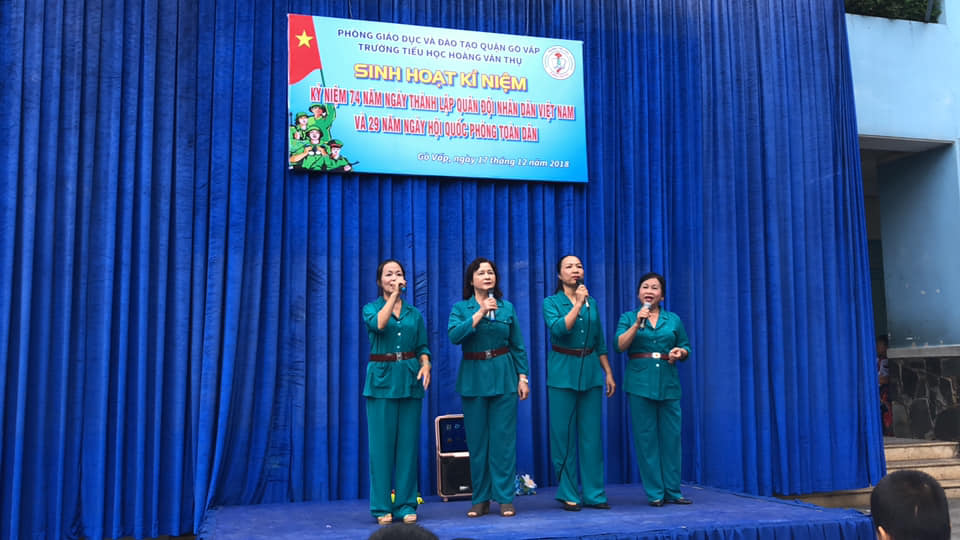 PHÒNG GIÁO DỤC VÀ ĐÀO TẠO QUẬN GÒ VẤP
TRƯỜNG TIỂU HỌC HOÀNG VĂN THỤ
SINH HOẠT KỈ NIỆM
KỶ NIỆM 74 NĂM NGÀY THÀNH LẬP QUÂN ĐỘI NHÂN DÂN VIỆT NAM
VÀ 29 NĂM NGÀY HỘI QUỐC PHÒNG TOÀN DÂN
Gò Vấp, ngày 17 tháng 12 năm 2018